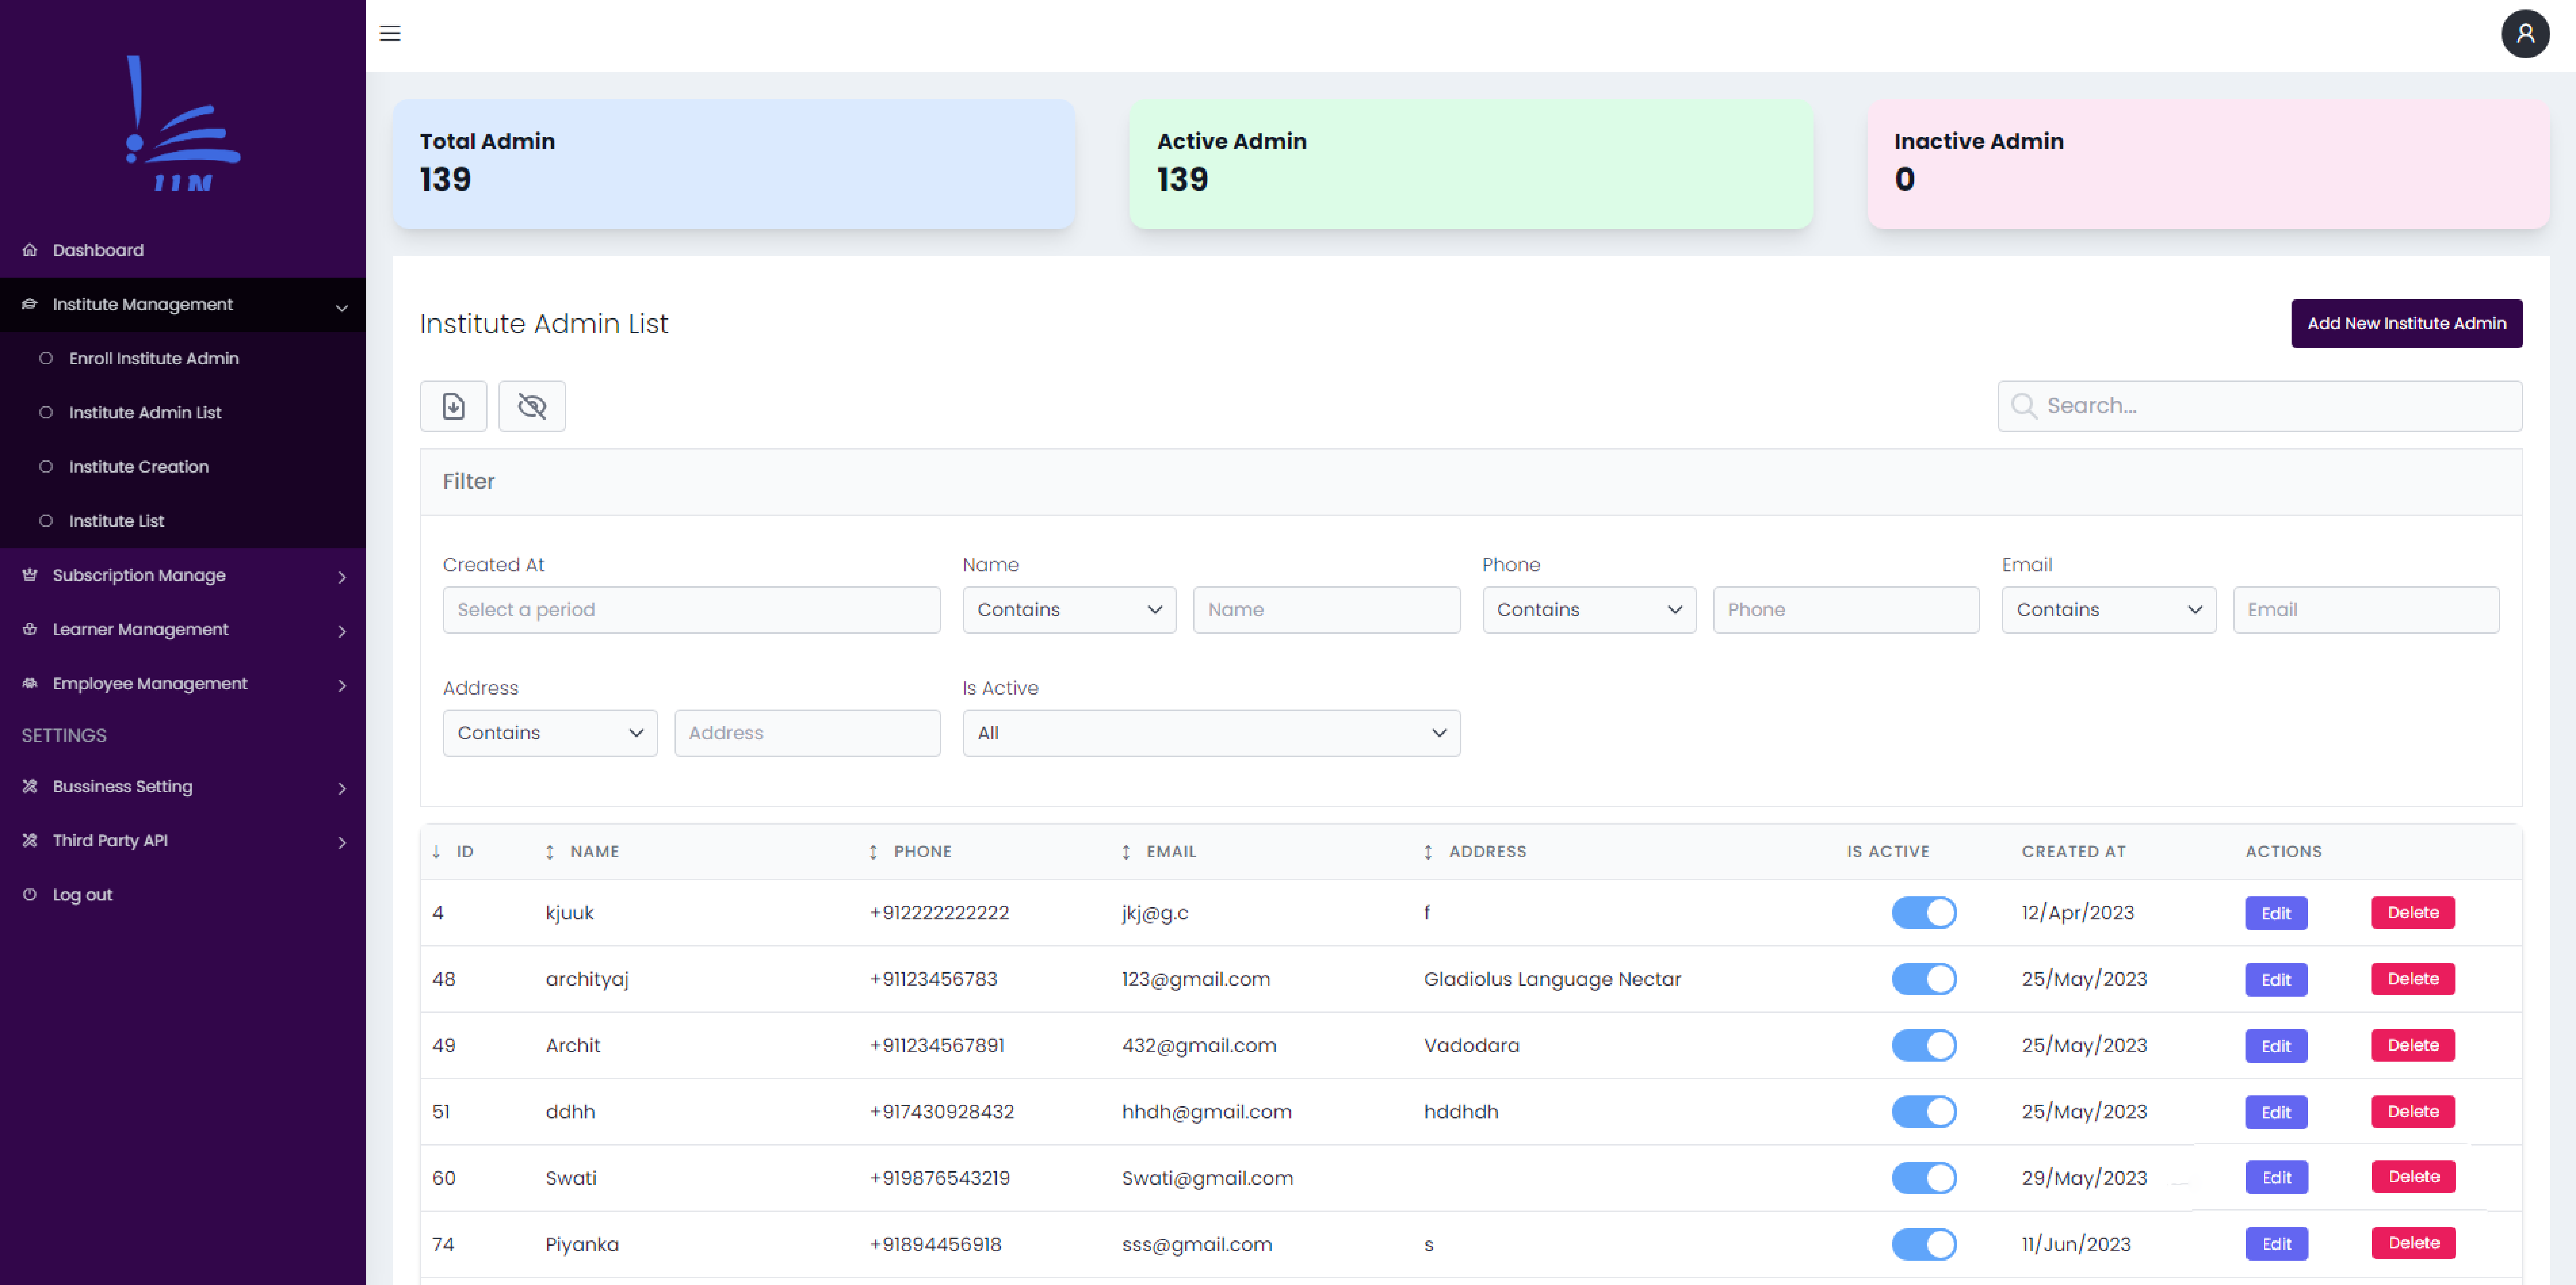 IIM
Total Admin
139
Active Admin
139
Inactive Admin
0
Dashboard
Institute Management
Enroll Institute Admin
Institute Admin List
Institute Creation
Institute List
Subscription Manage
Learner Management
Employee Management
SETTINGS
Bussiness Setting
Third Party API
Log out
Institute Admin List
Add New Institute Admin
Search...
Filter
Created At
Name
Phone
Email
Select a period
Contains
Name
Contains
Phone
Contains
Email
Address
Is Active
Contains
Address
All
ID NAME PHONE EMAIL ADDRESS IS ACTIVE CREATED AT ACTIONS
4 kjuuk +912222222222 jkj@g.c f 12/Apr/2023 Edit Delete
48 archityaj +91123456783 123@gmail.com Gladiolus Language Nectar 25/May/2023 Edit Delete
49 Archit +911234567891 432@gmail.com Vadodara 25/May/2023 Edit Delete
51 ddhh +917430928432 hhdh@gmail.com hddhdh 25/May/2023 Edit Delete
60 Swati +919876543219 Swati@gmail.com 29/May/2023 Edit Delete
74 Piyanka +91894456918 sss@gmail.com s 11/Jun/2023 Edit Delete